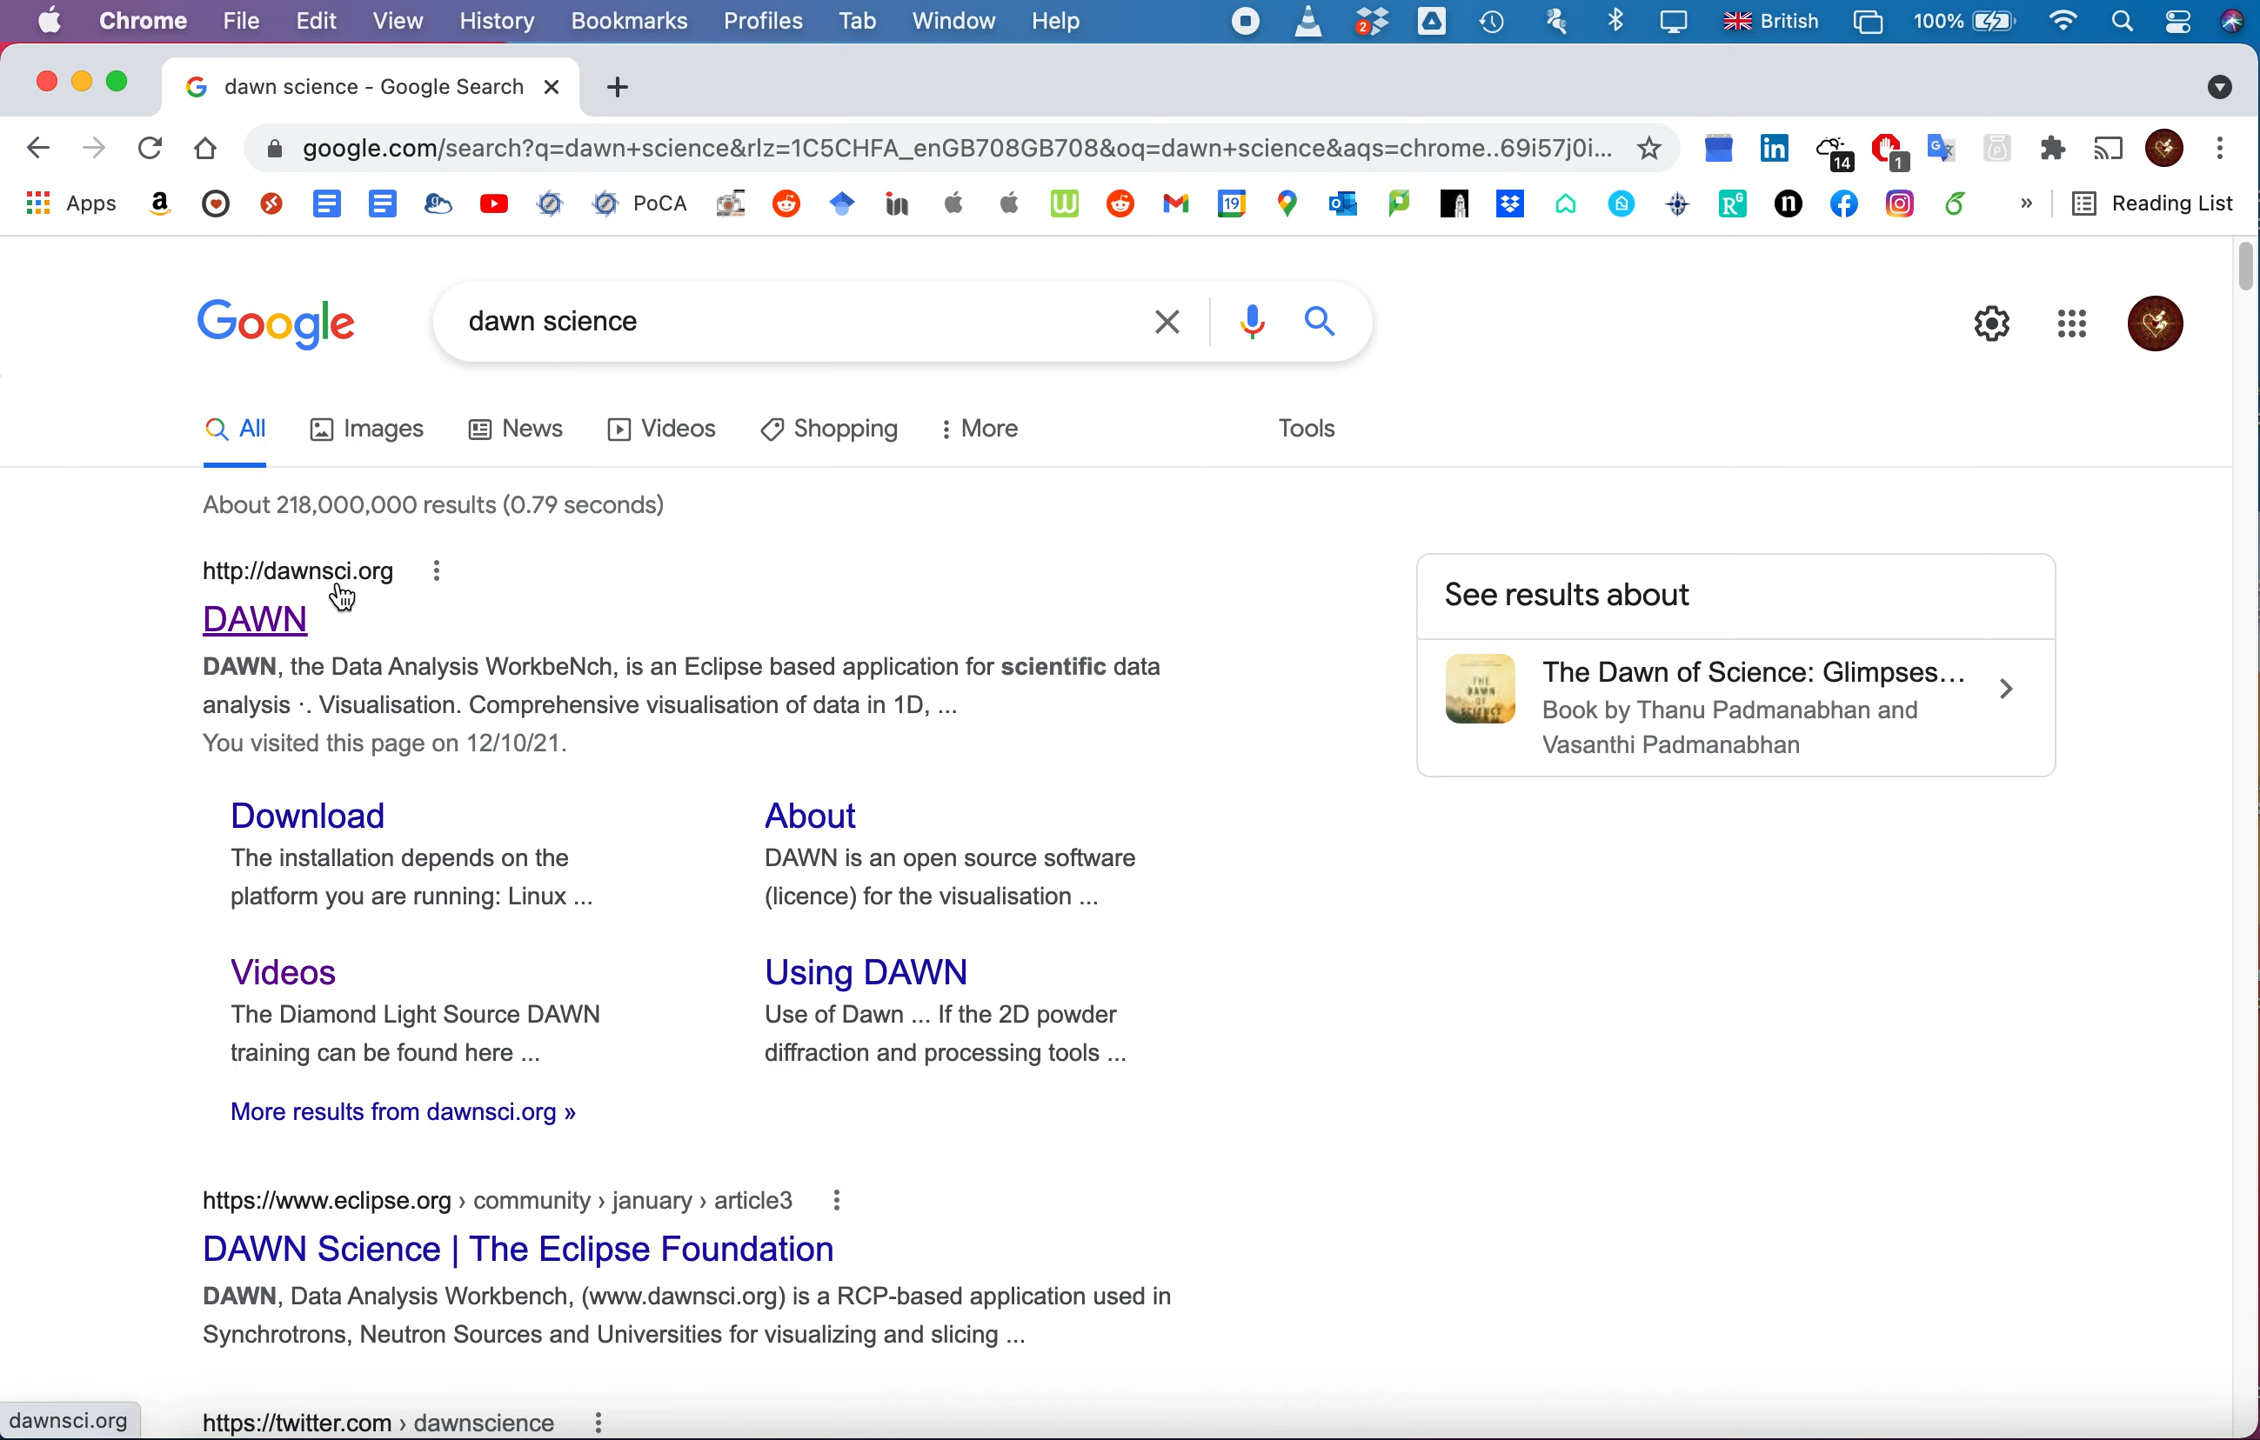 Chrome File Edit View History Bookmarks Profiles Tab Window Help 2 British 100%
dawn science - Google Search
google.com/search?q=dawn+science&rlz=1C5CHFA_enGB708GB708&oq=dawn+science&aqs=chrome..69i57j0i... 14 1
Apps PoCA 19 » Reading List
Google dawn science
All Images News Videos Shopping More Tools
About 218,000,000 results (0.79 seconds)
http://dawnsci.org
DAWN
DAWN, the Data Analysis WorkbeNch, is an Eclipse based application for scientific data
analysis ·. Visualisation. Comprehensive visualisation of data in 1D, ...
You visited this page on 12/10/21.
Download
The installation depends on the
platform you are running: Linux ...
About
DAWN is an open source software
(licence) for the visualisation ...
Videos
The Diamond Light Source DAWN
training can be found here ...
Using DAWN
Use of Dawn ... If the 2D powder
diffraction and processing tools ...
More results from dawnsci.org »
https://www.eclipse.org › community › january › article3
DAWN Science | The Eclipse Foundation
DAWN, Data Analysis Workbench, (www.dawnsci.org) is a RCP-based application used in
Synchrotrons, Neutron Sources and Universities for visualizing and slicing ...
https://twitter.com › dawnscience
See results about
THE
DAWN
OF
SCIENCE
The Dawn of Science: Glimpses...
Book by Thanu Padmanabhan and
Vasanthi Padmanabhan
dawnsci.org